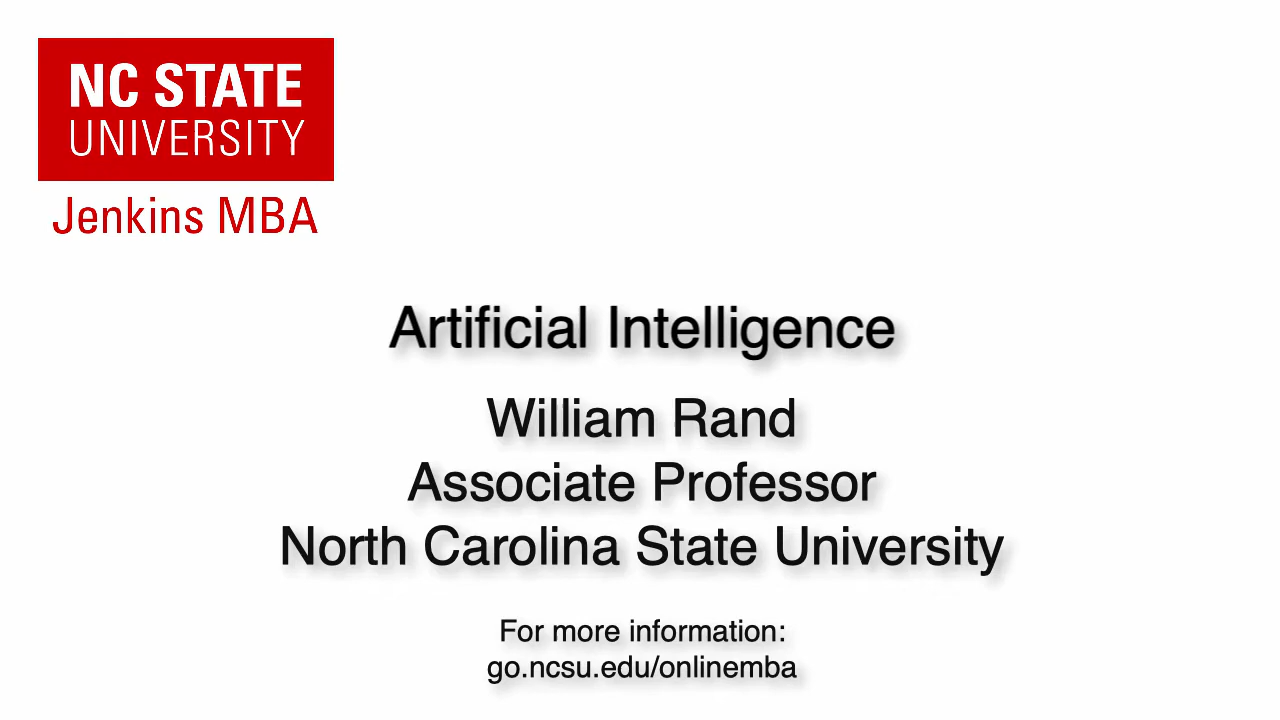 NC STATE
UNIVERSITY
Jenkins MBA
Artificial Intelligence
William Rand
Associate Professor
North Carolina State University
For more information:
go.ncsu.edu/onlinemba